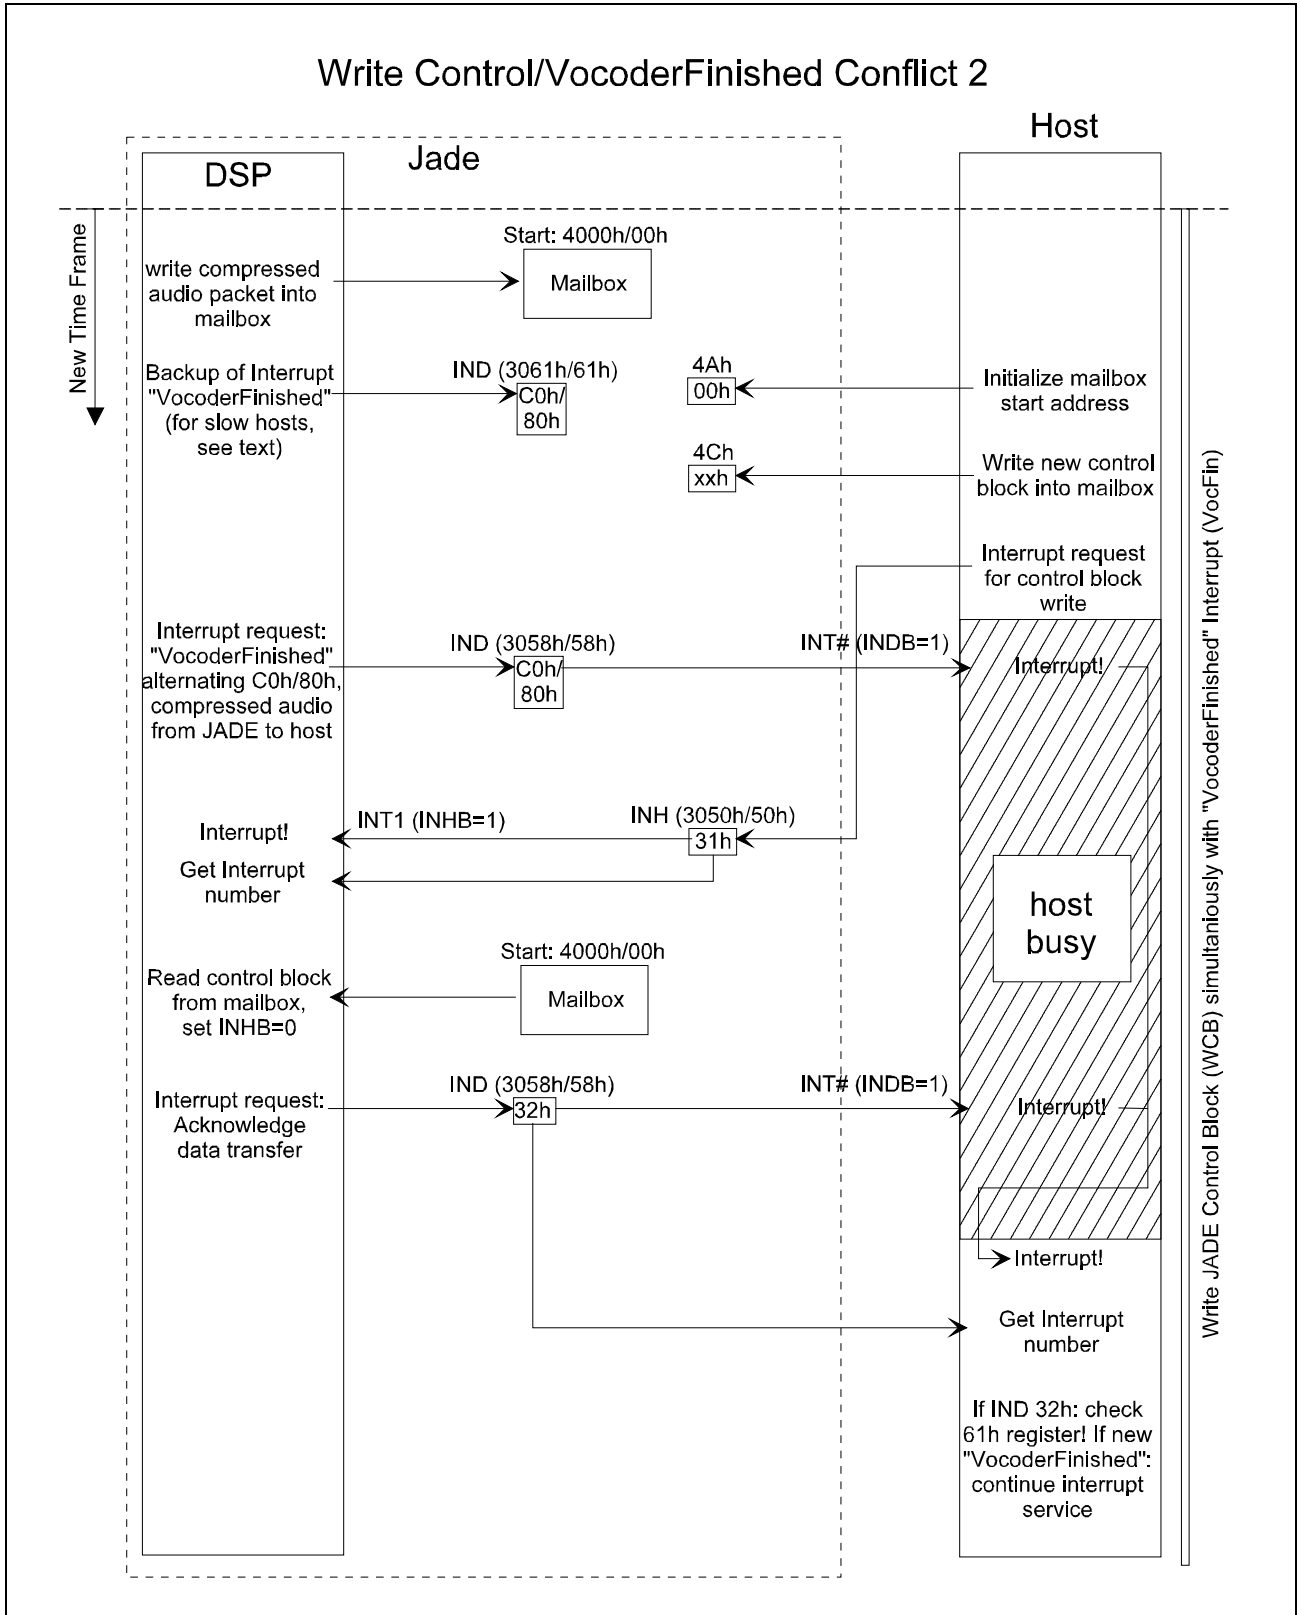 Write Control/VocoderFinished Conflict 2
Host
Jade
DSP
New Time Frame
Start: 4000h/00h
write compressed
audio packet into
mailbox
Mailbox
Backup of Interrupt
"VocoderFinished"
(for slow hosts,
see text)
IND (3061h/61h)
C0h/
80h
4Ah
00h
Initialize mailbox
start address
4Ch
xxh
Write new control
block into mailbox
Interrupt request
for control block
write
Interrupt request:
"VocoderFinished"
alternating C0h/80h,
compressed audio
from JADE to host
IND (3058h/58h)
C0h/
80h
INT# (INDB=1)
Interrupt!
Interrupt!
INT1 (INHB=1)
INH (3050h/50h)
31h
Get Interrupt
number
host
busy
Start: 4000h/00h
Read control block
from mailbox,
set INHB=0
Mailbox
Interrupt request:
Acknowledge
data transfer
IND (3058h/58h)
32h
INT# (INDB=1)
Interrupt!
Interrupt!
Get Interrupt
number
If IND 32h: check
61h register! If new
"VocoderFinished":
continue interrupt
service
Write JADE Control Block (WCB) simultaniously with "VocoderFinished" Interrupt (VocFin)